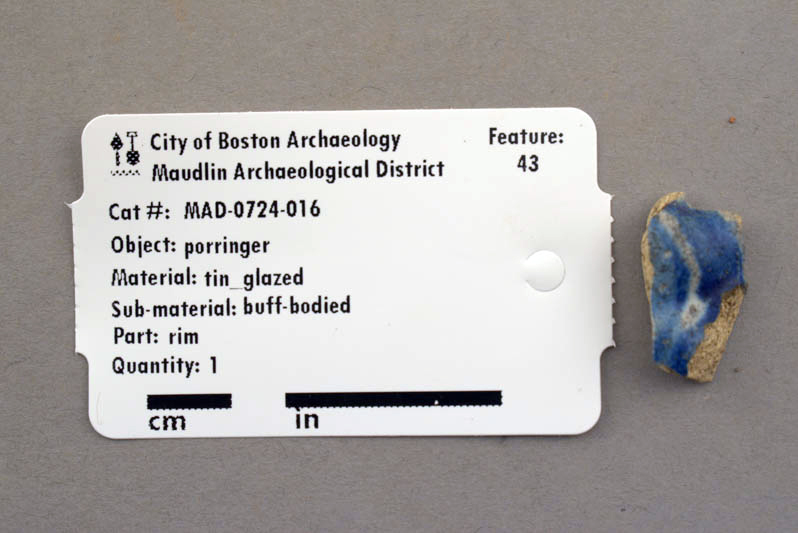 City of Boston Archaeology
Maudlin Archaeological District
Feature:
43
Cat #: MAD-0724-016
Object: porringer
Material: tin_glazed
Sub-material: buff-bodied
Part: rim
Quantity: 1
cm
in